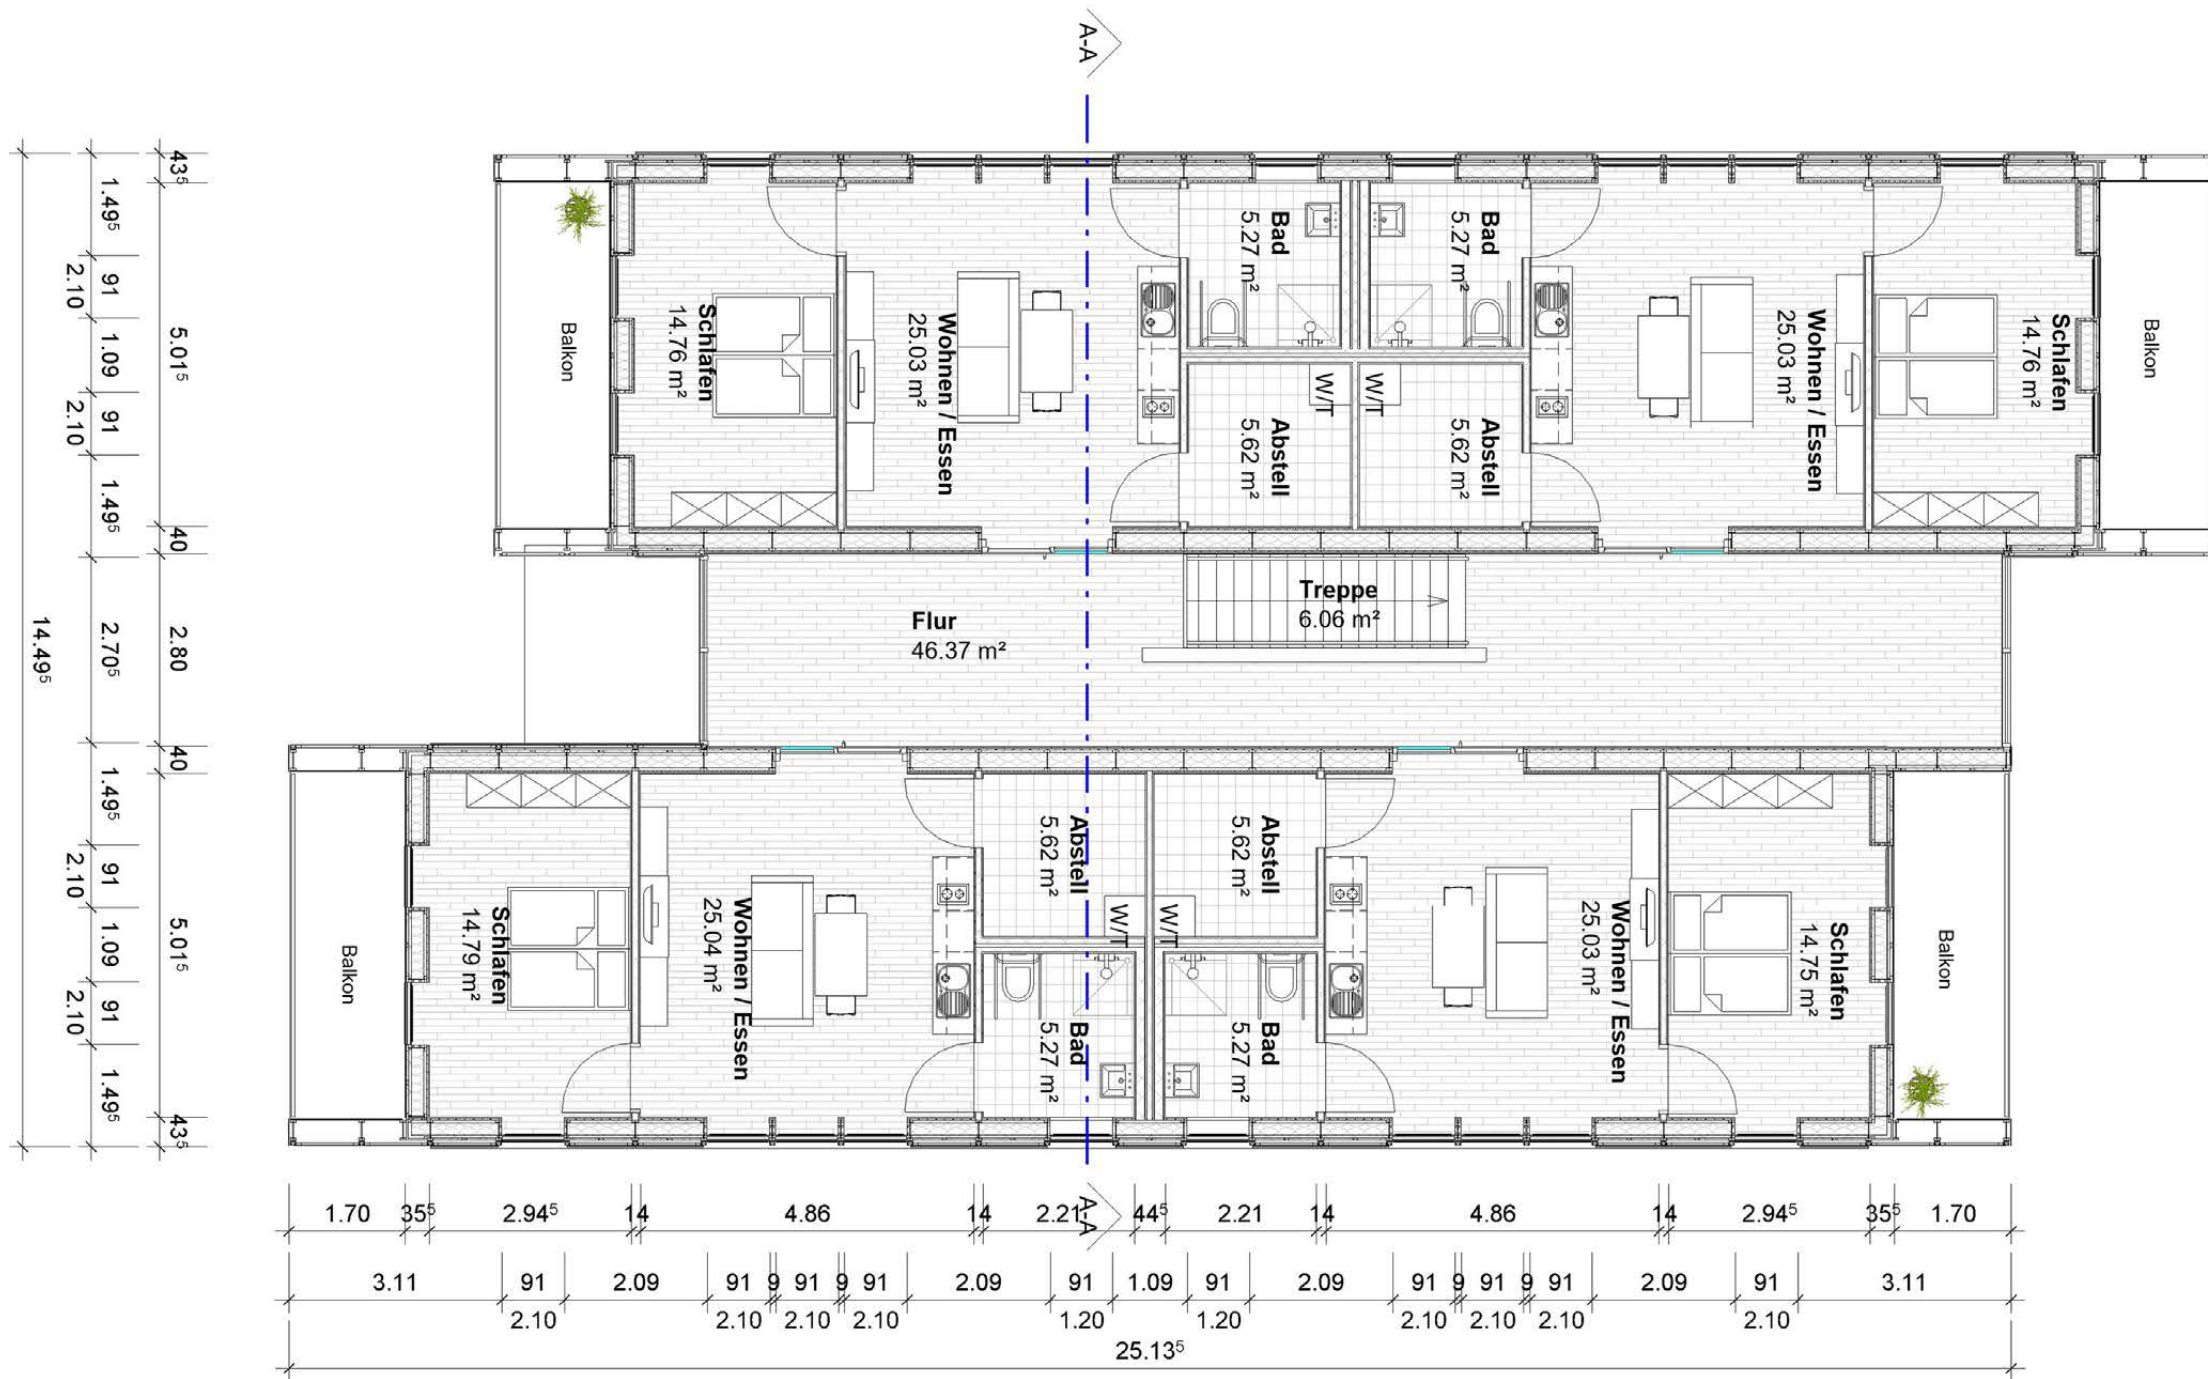 A-A
Bad
5.27 m²
Bad
5.27 m²
Schlafen
14.76 m²
Wohnen / Essen
25.03 m²
Wohnen / Essen
25.03 m²
Schlafen
14.76 m²
Balkon
Balkon
W/T
W/T
Abstell
5.62 m²
Abstell
5.62 m²
Treppe
6.06 m²
Flur
46.37 m²
Abstell
5.62 m²
Abstell
5.62 m²
W/T
W/T
Schlafen
14.79 m²
Wohnen / Essen
25.04 m²
Wohnen / Essen
25.03 m²
Schlafen
14.75 m²
Balkon
Balkon
Bad
5.27 m²
Bad
5.27 m²
A-A
14.49⁵
1.49⁵ 91 1.09 91 1.49⁵ 2.70⁵ 1.49⁵ 91 1.09 91 1.49⁵
2.10 2.10 2.10 2.10
43⁵ 5.01⁵ 40 2.80 40 5.01⁵ 43⁵
1.70 35⁵ 2.94⁵ 14 4.86 14 2.21 44⁵ 2.21 14 4.86 14 2.94⁵ 35⁵ 1.70
3.11 91 2.09 91 9 91 9 91 2.09 91 1.09 91 2.09 91 9 91 9 91 2.09 91 3.11
2.10 2.10 2.10 2.10 1.20 1.20 2.10 2.10 2.10 2.10
25.13⁵